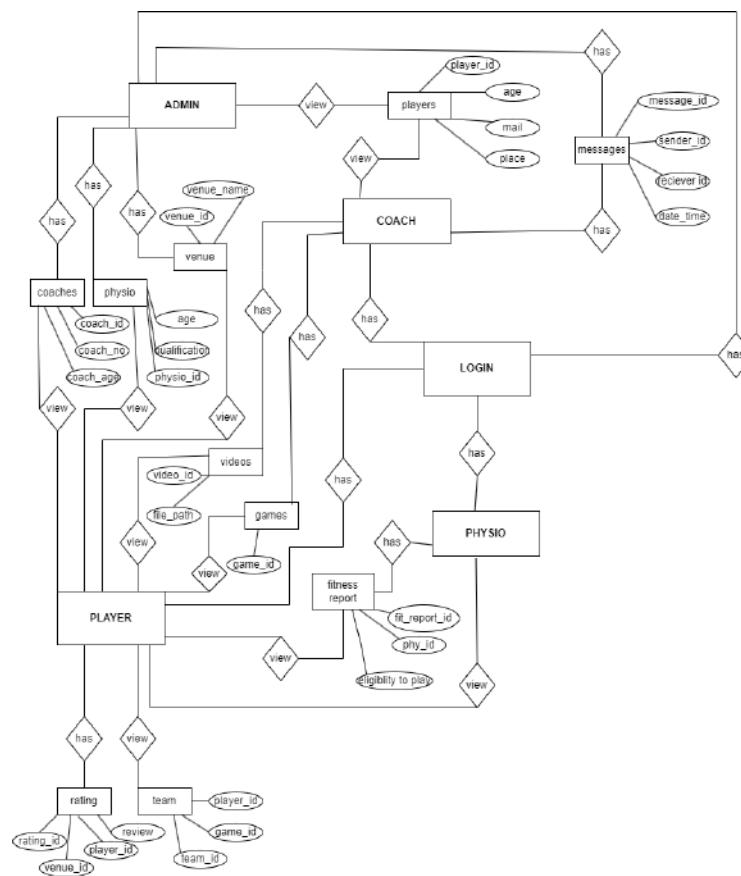 has
player_id
ADMIN
view
players
age
message_id
mail
has
view
place
messages
sender_id
reciever id
has
has
venue_name
venue_id
date_time
has
COACH
has
venue
coaches
physio
age
coach_id
has
has
coach_no
qualification
has
coach_age
physio_id
LOGIN
has
view
view
view
videos
video_id
has
has
file_path
games
PHYSIO
view
has
game_id
view
fitness
report
PLAYER
fit_report_id
phy_id
view
eligiblity to play
view
has
view
rating
team
player_id
rating_id
review
player_id
game_id
venue_id
team_id